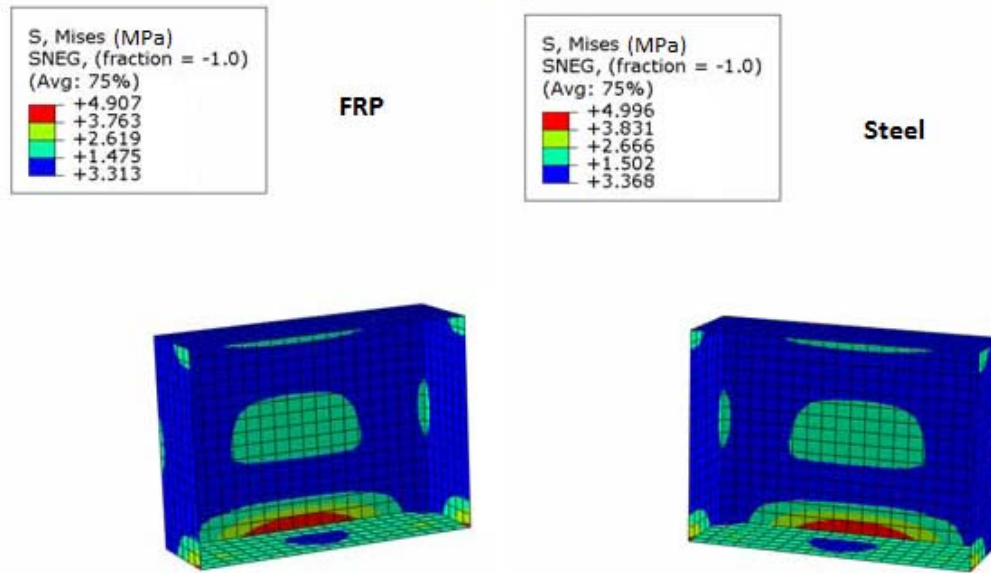 S, Mises (MPa)
SNEG, (fraction = -1.0)
(Avg: 75%)
+4.907
+3.763
+2.619
+1.475
+3.313
FRP
S, Mises (MPa)
SNEG, (fraction = -1.0)
(Avg: 75%)
+4.996
+3.831
+2.666
+1.502
+3.368
Steel